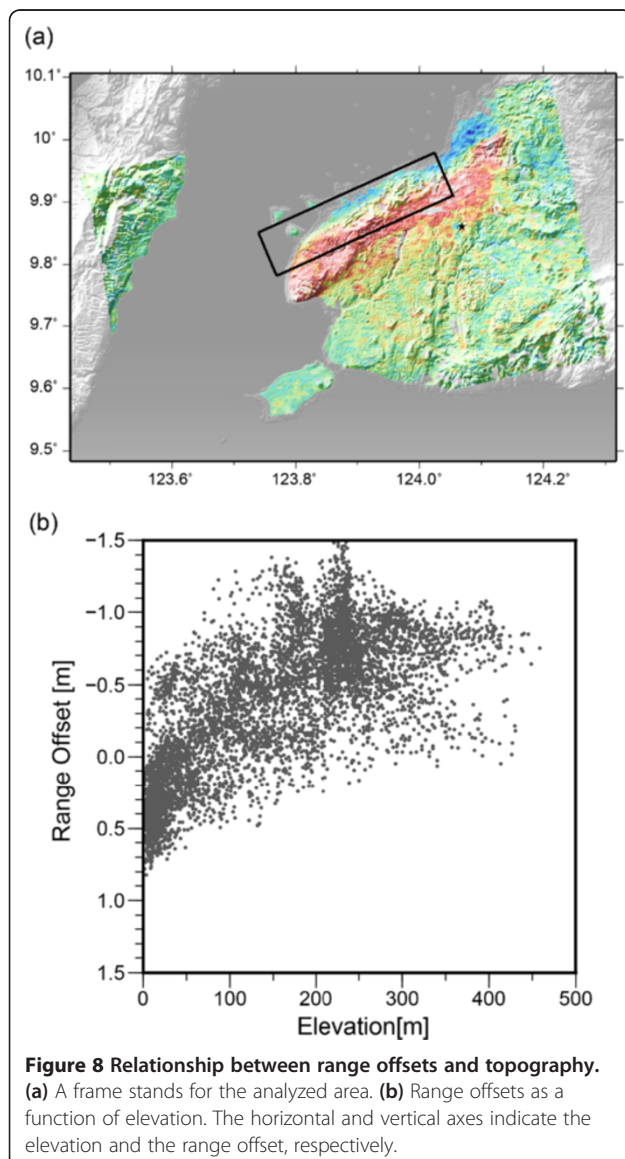 (a)
10.1°
10°
9.9°
9.8°
9.7°
9.6°
9.5°
123.6° 123.8° 124.0° 124.2°
(b)
−1.5
−1.0
−0.5
0.0
0.5
1.0
1.5
Range Offset [m]
0 100 200 300 400 500
Elevation[m]
Figure 8 Relationship between range offsets and topography.
(a) A frame stands for the analyzed area. (b) Range offsets as a
function of elevation. The horizontal and vertical axes indicate the
elevation and the range offset, respectively.